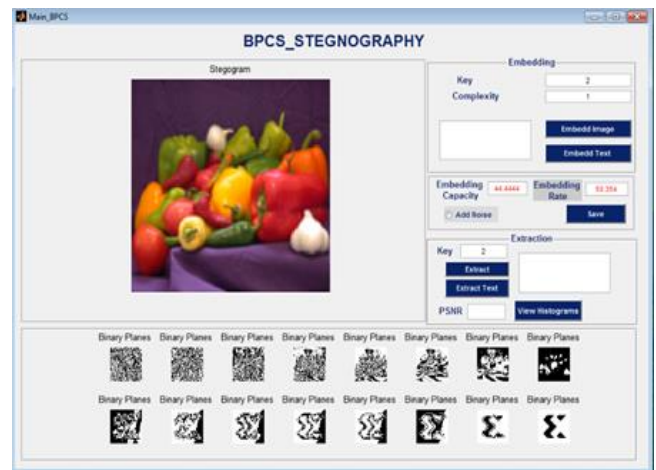 Main_BPCS
BPCS_STEGNOGRAPHY
Stegogram
Embedding
Key 2
Complexity 1
Embedd Image
Embedd Text
Embedding Capacity 44.4444 Embedding Rate
Add Noise Save
Extraction
Key 2
Extract
Extract Text
PSNR View Histograms
Binary Planes Binary Planes Binary Planes Binary Planes Binary Planes Binary Planes Binary Planes Binary Planes
Binary Planes Binary Planes Binary Planes Binary Planes Binary Planes Binary Planes Binary Planes Binary Planes